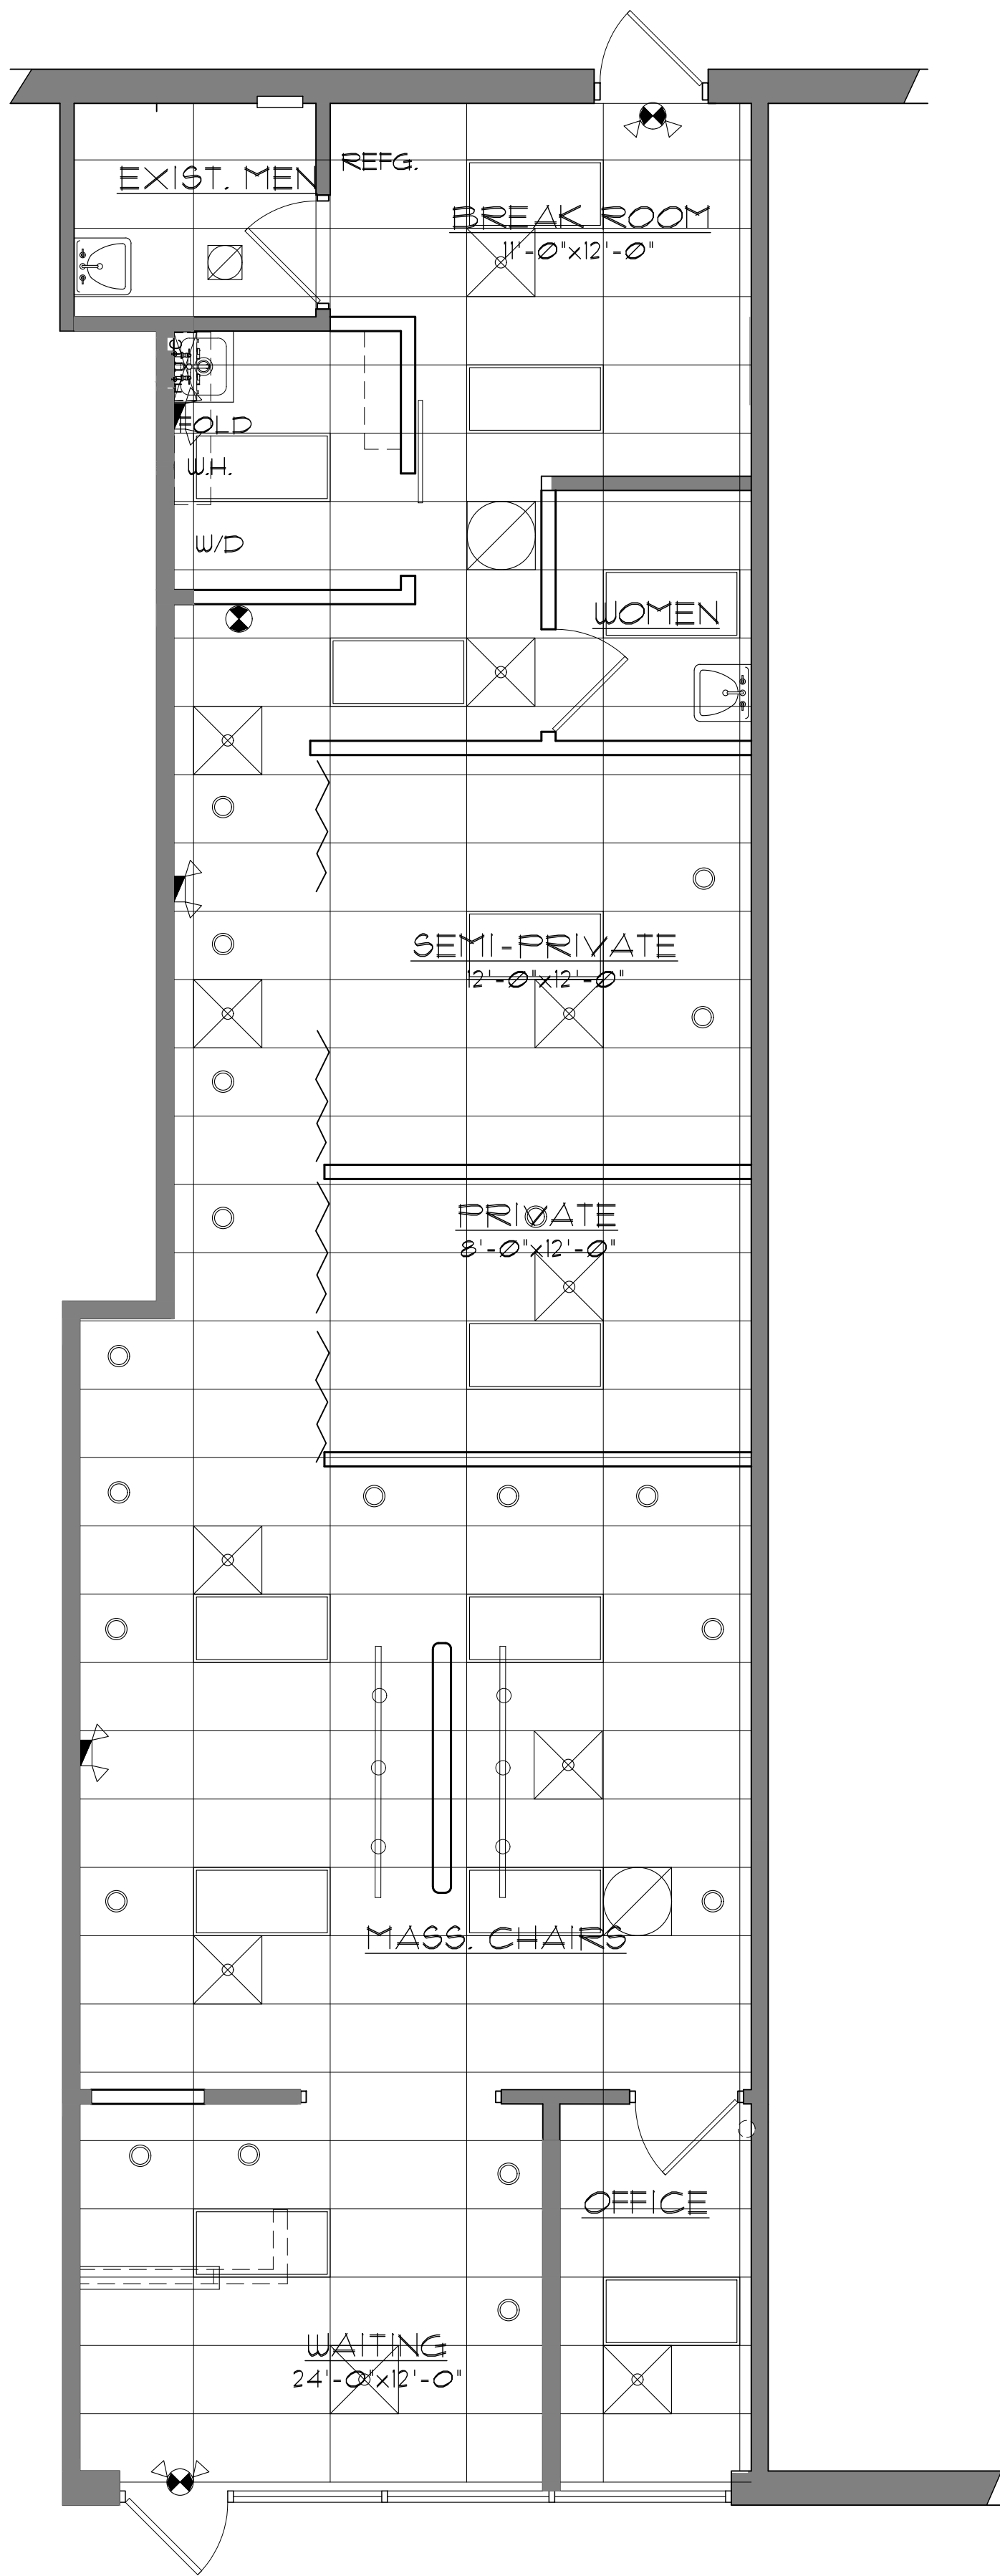 EXIST. MEN
REFG.
BREAK ROOM
11'-0"x12'-0"
FOLD
W.H.
W/D
WOMEN
SEMI-PRIVATE
12'-0"x12'-0"
PRIVATE
8'-0"x12'-0"
MASS. CHAIRS
OFFICE
WAITING
24'-0"x12'-0"